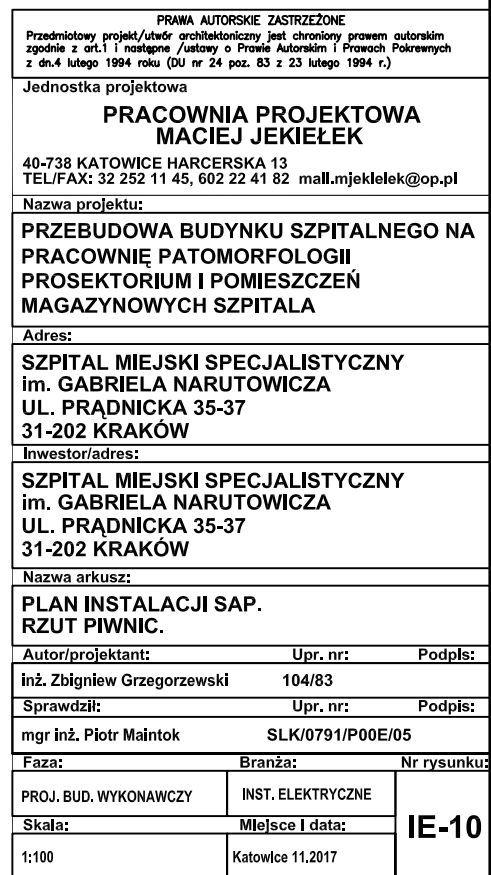 PRAWA AUTORSKIE ZASTRZEŻONE
Przedmiotowy projekt/utwór architektoniczny jest chroniony prawem autorskim
zgodnie z art.1 i następne /ustawy o Prawie Autorskim i Prawach Pokrewnych
z dn.4 lutego 1994 roku (DU nr 24 poz. 83 z 23 lutego 1994 r.)
Jednostka projektowa
PRACOWNIA PROJEKTOWA
MACIEJ JEKIEŁEK
40-738 KATOWICE HARCERSKA 13
TEL/FAX: 32 252 11 45, 602 22 41 82 mail.mjekielek@op.pl
Nazwa projektu:
PRZEBUDOWA BUDYNKU SZPITALNEGO NA
PRACOWNIĘ PATOMORFOLOGII
PROSEKTORIUM I POMIESZCZEŃ
MAGAZYNOWYCH SZPITALA
Adres:
SZPITAL MIEJSKI SPECJALISTYCZNY
im. GABRIELA NARUTOWICZA
UL. PRĄDNICKA 35-37
31-202 KRAKÓW
Inwestor/adres:
SZPITAL MIEJSKI SPECJALISTYCZNY
im. GABRIELA NARUTOWICZA
UL. PRĄDNICKA 35-37
31-202 KRAKÓW
Nazwa arkusz:
PLAN INSTALACJI SAP.
RZUT PIWNIC.
Autor/projektant: Upr. nr: Podpis:
inż. Zbigniew Grzegorzewski 104/83
Sprawdził: Upr. nr: Podpis:
mgr inż. Piotr Maintok SLK/0791/P00E/05
Faza: Branża: Nr rysunku:
PROJ. BUD. WYKONAWCZY INST. ELEKTRYCZNE
IE-10
Skala: Miejsce i data:
1:100 Katowice 11.2017